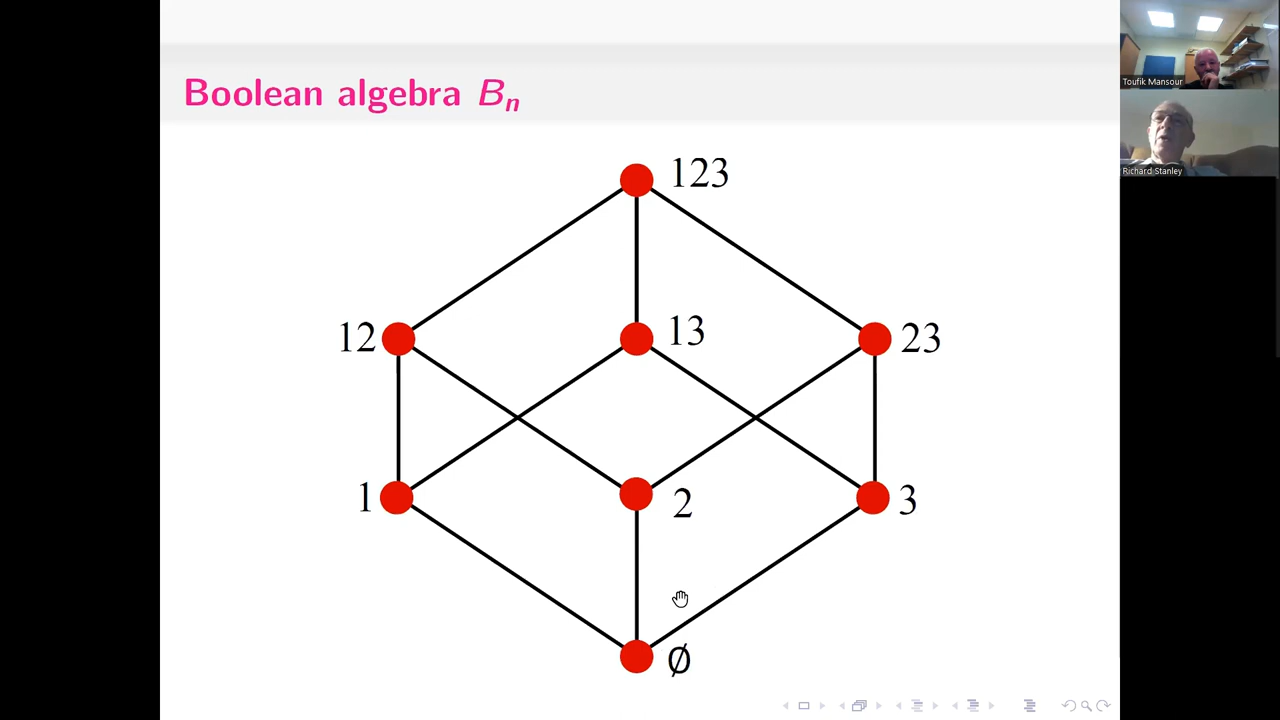 Boolean algebra Bn
123
12
13
23
1
2
3
∅
Toufik Mansour
Richard Stanley